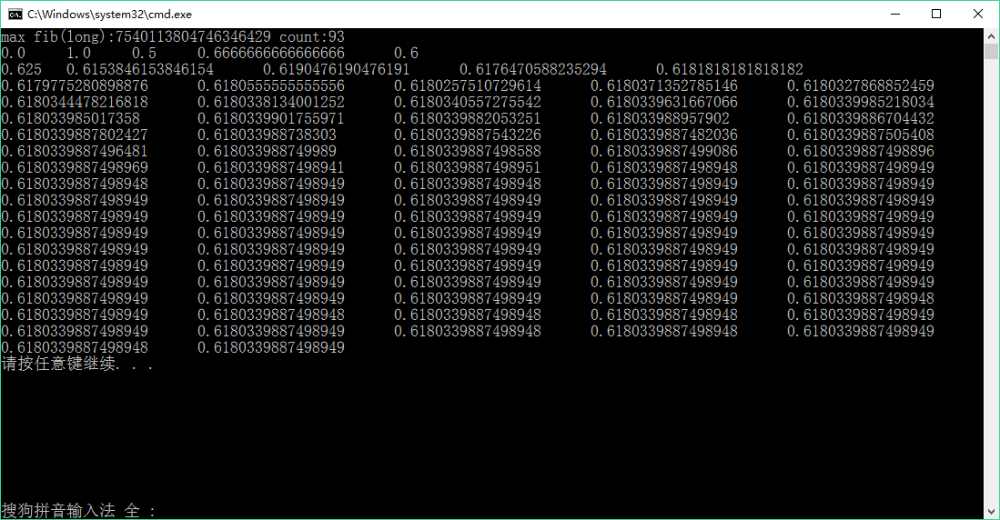 C:\Windows\system32\cmd.exe
max fib(long):7540113804746346429 count:93
0.0 1.0 0.5 0.6666666666666666 0.6
0.625 0.6153846153846154 0.6190476190476191 0.6176470588235294 0.6181818181818182
0.6179775280898876 0.6180555555555556 0.6180257510729614 0.6180371352785146 0.6180327868852459
0.6180344478216818 0.6180338134001252 0.6180340557275542 0.6180339631667066 0.6180339985218034
0.618033985017358 0.6180339901755971 0.6180339882053251 0.618033988957902 0.6180339886704432
0.6180339887802427 0.618033988738303 0.6180339887543226 0.6180339887482036 0.6180339887505408
0.6180339887496481 0.618033988749989 0.6180339887498588 0.6180339887499086 0.6180339887498896
0.6180339887498969 0.6180339887498941 0.6180339887498951 0.6180339887498948 0.6180339887498949
0.6180339887498948 0.6180339887498949 0.6180339887498948 0.6180339887498949 0.6180339887498949
0.6180339887498949 0.6180339887498949 0.6180339887498949 0.6180339887498949 0.6180339887498949
0.6180339887498949 0.6180339887498949 0.6180339887498949 0.6180339887498949 0.6180339887498949
0.6180339887498949 0.6180339887498949 0.6180339887498949 0.6180339887498949 0.6180339887498949
0.6180339887498949 0.6180339887498949 0.6180339887498949 0.6180339887498949 0.6180339887498949
0.6180339887498949 0.6180339887498949 0.6180339887498949 0.6180339887498949 0.6180339887498949
0.6180339887498949 0.6180339887498949 0.6180339887498949 0.6180339887498949 0.6180339887498949
0.6180339887498949 0.6180339887498949 0.6180339887498949 0.6180339887498949 0.6180339887498948
0.6180339887498949 0.6180339887498948 0.6180339887498948 0.6180339887498948 0.6180339887498949
0.6180339887498949 0.6180339887498949 0.6180339887498948 0.6180339887498948 0.6180339887498949
0.6180339887498948 0.6180339887498949
请按任意键继续. . .
搜狗拼音输入法 全 :